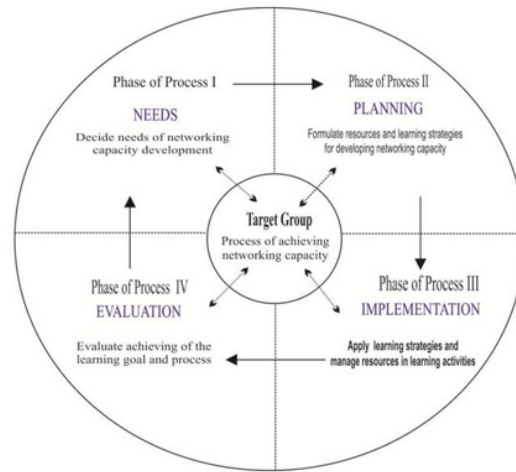 Phase of Process I
NEEDS
Decide needs of networking
capacity development
Phase of Process II
PLANNING
Formulate resources and learning strategies
for developing networking capacity
Target Group
Process of achieving
networking capacity
Phase of Process III
IMPLEMENTATION
Apply learning strategies and
manage resources in learning activities
Phase of Process IV
EVALUATION
Evaluate achieving of the
learning goal and process